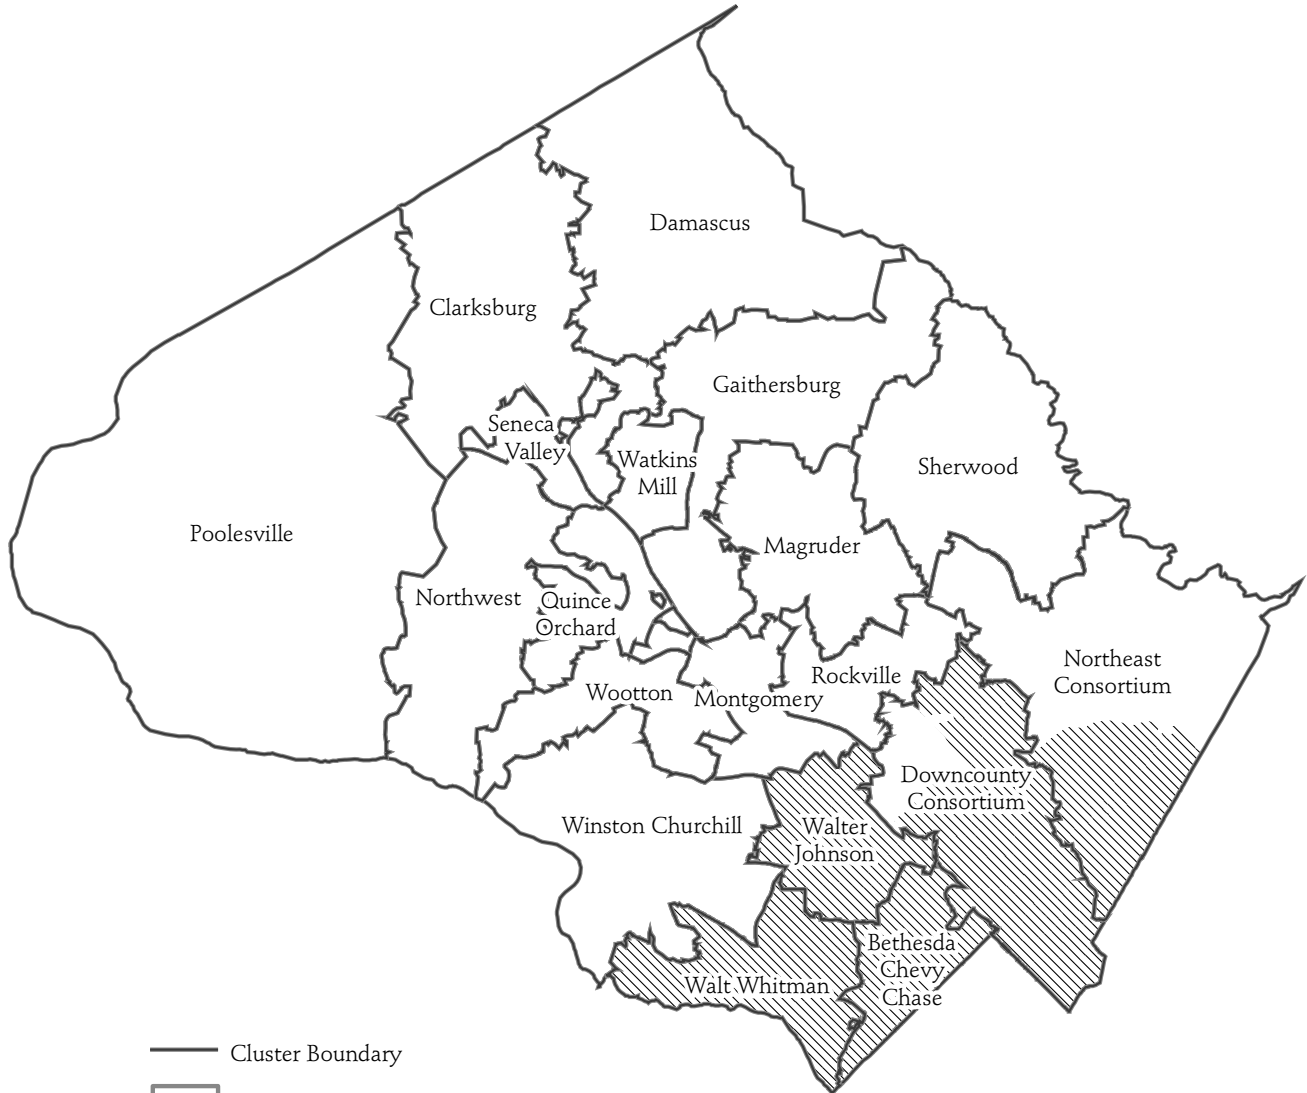 Damascus
Clarksburg
Gaithersburg
Seneca
Valley
Watkins
Mill
Sherwood
Poolesville
Magruder
Northwest
Quince
Orchard
Northeast
Consortium
Rockville
Wootton
Montgomery
Downcounty
Consortium
Winston Churchill
Walter
Johnson
Bethesda
Chevy
Chase
Walt Whitman
Cluster Boundary